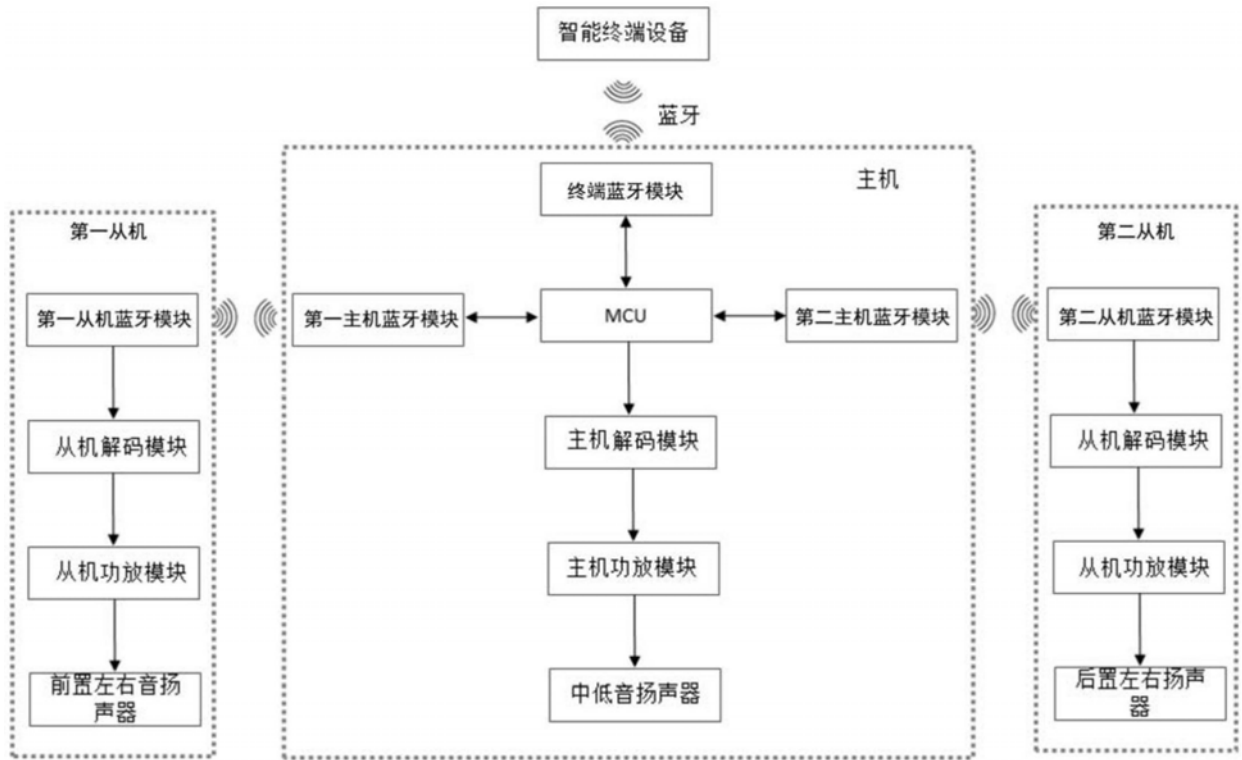 智能终端设备
蓝牙
主机
终端蓝牙模块
第一从机
第二从机
第一从机蓝牙模块
第一主机蓝牙模块
MCU
第二主机蓝牙模块
第二从机蓝牙模块
从机解码模块
主机解码模块
从机解码模块
从机功放模块
主机功放模块
从机功放模块
前置左右音扬
声器
中低音扬声器
后置左右扬声
器